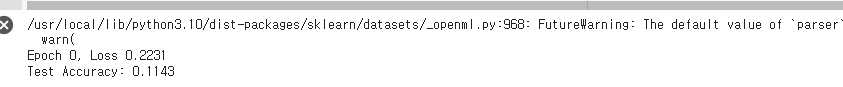 /usr/local/lib/python3.10/dist-packages/sklearn/datasets/_openml.py:968: FutureWarning: The default value of `parser`
warn(
Epoch 0, Loss 0.2231
Test Accuracy: 0.1143